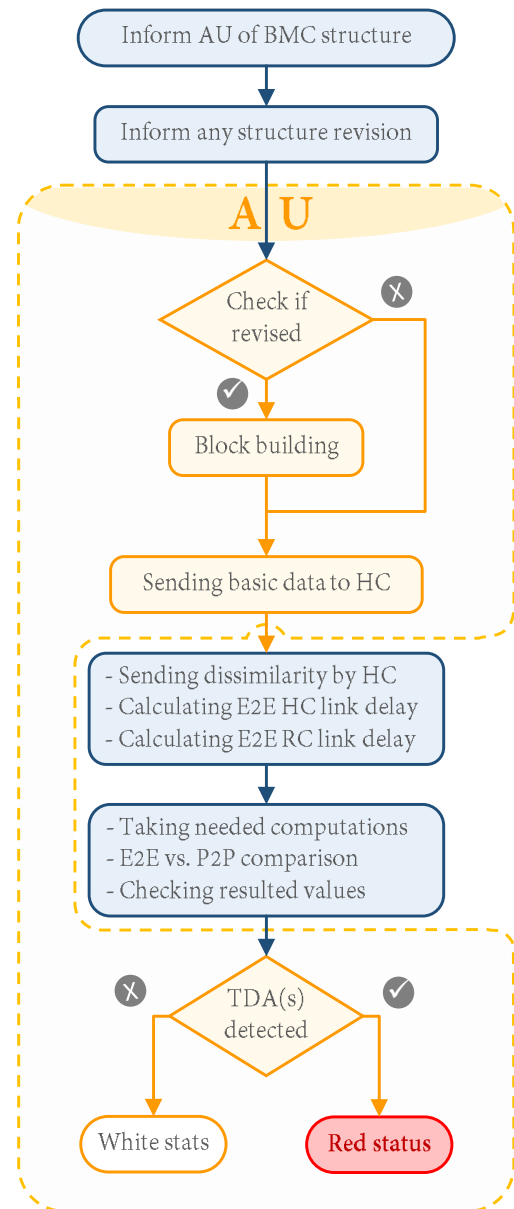 Inform AU of BMC structure
Inform any structure revision
A U
Check if
revised
Block building
Sending basic data to HC
- Sending dissimilarity by HC
- Calculating E2E HC link delay
- Calculating E2E RC link delay
- Taking needed computations
- E2E vs. P2P comparison
- Checking resulted values
TDA(s)
detected
White stats
Red status